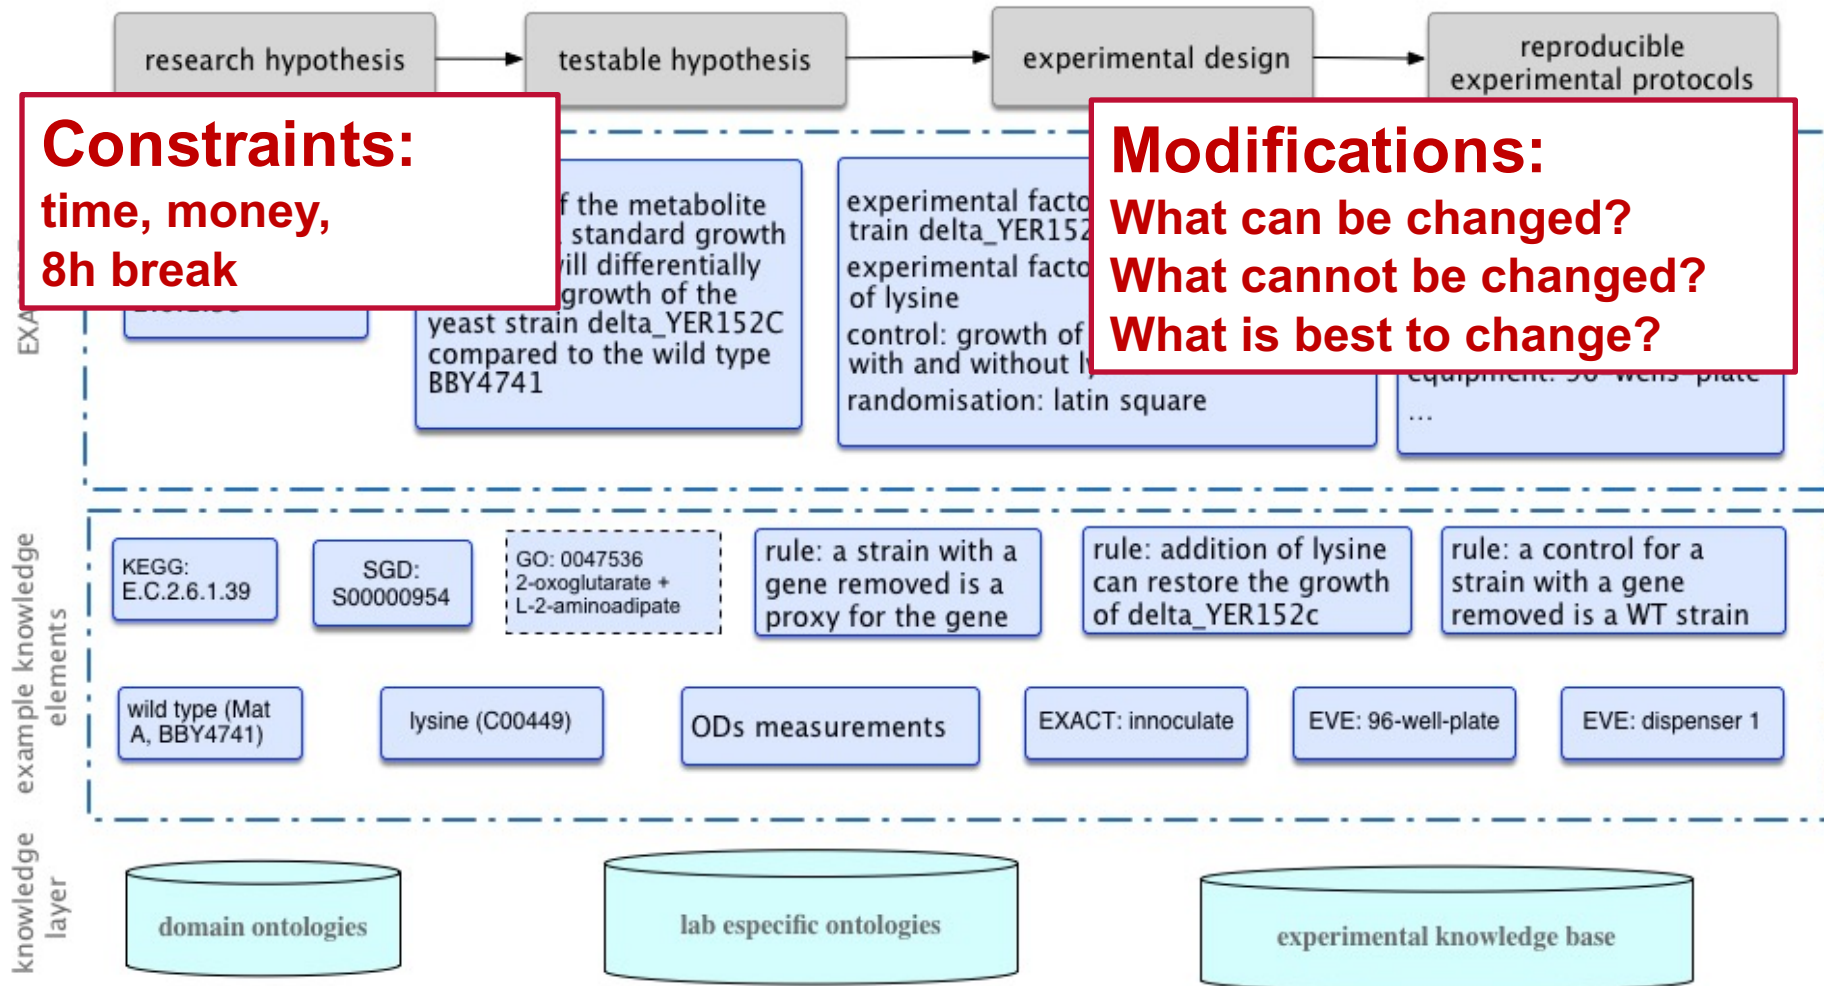 research hypothesis
testable hypothesis
experimental design
reproducible
experimental protocols
Constraints:
time, money,
8h break
Modifications:
What can be changed?
What cannot be changed?
What is best to change?
f the metabolite
standard growth
ill differentially
growth of the
yeast strain delta_YER152C
compared to the wild type
BBY4741
experimental facto
train delta_YER152
experimental facto
of lysine
control: growth of
with and without l
randomisation: latin square
equipment: 96-wells-plate
...
EXA
example knowledge
elements
KEGG:
E.C.2.6.1.39
SGD:
S00000954
GO: 0047536
2-oxoglutarate +
L-2-aminoadipate
rule: a strain with a
gene removed is a
proxy for the gene
rule: addition of lysine
can restore the growth
of delta_YER152c
rule: a control for a
strain with a gene
removed is a WT strain
wild type (Mat
A, BBY4741)
lysine (C00449)
ODs measurements
EXACT: innoculate
EVE: 96-well-plate
EVE: dispenser 1
knowledge
layer
domain ontologies
lab especific ontologies
experimental knowledge base